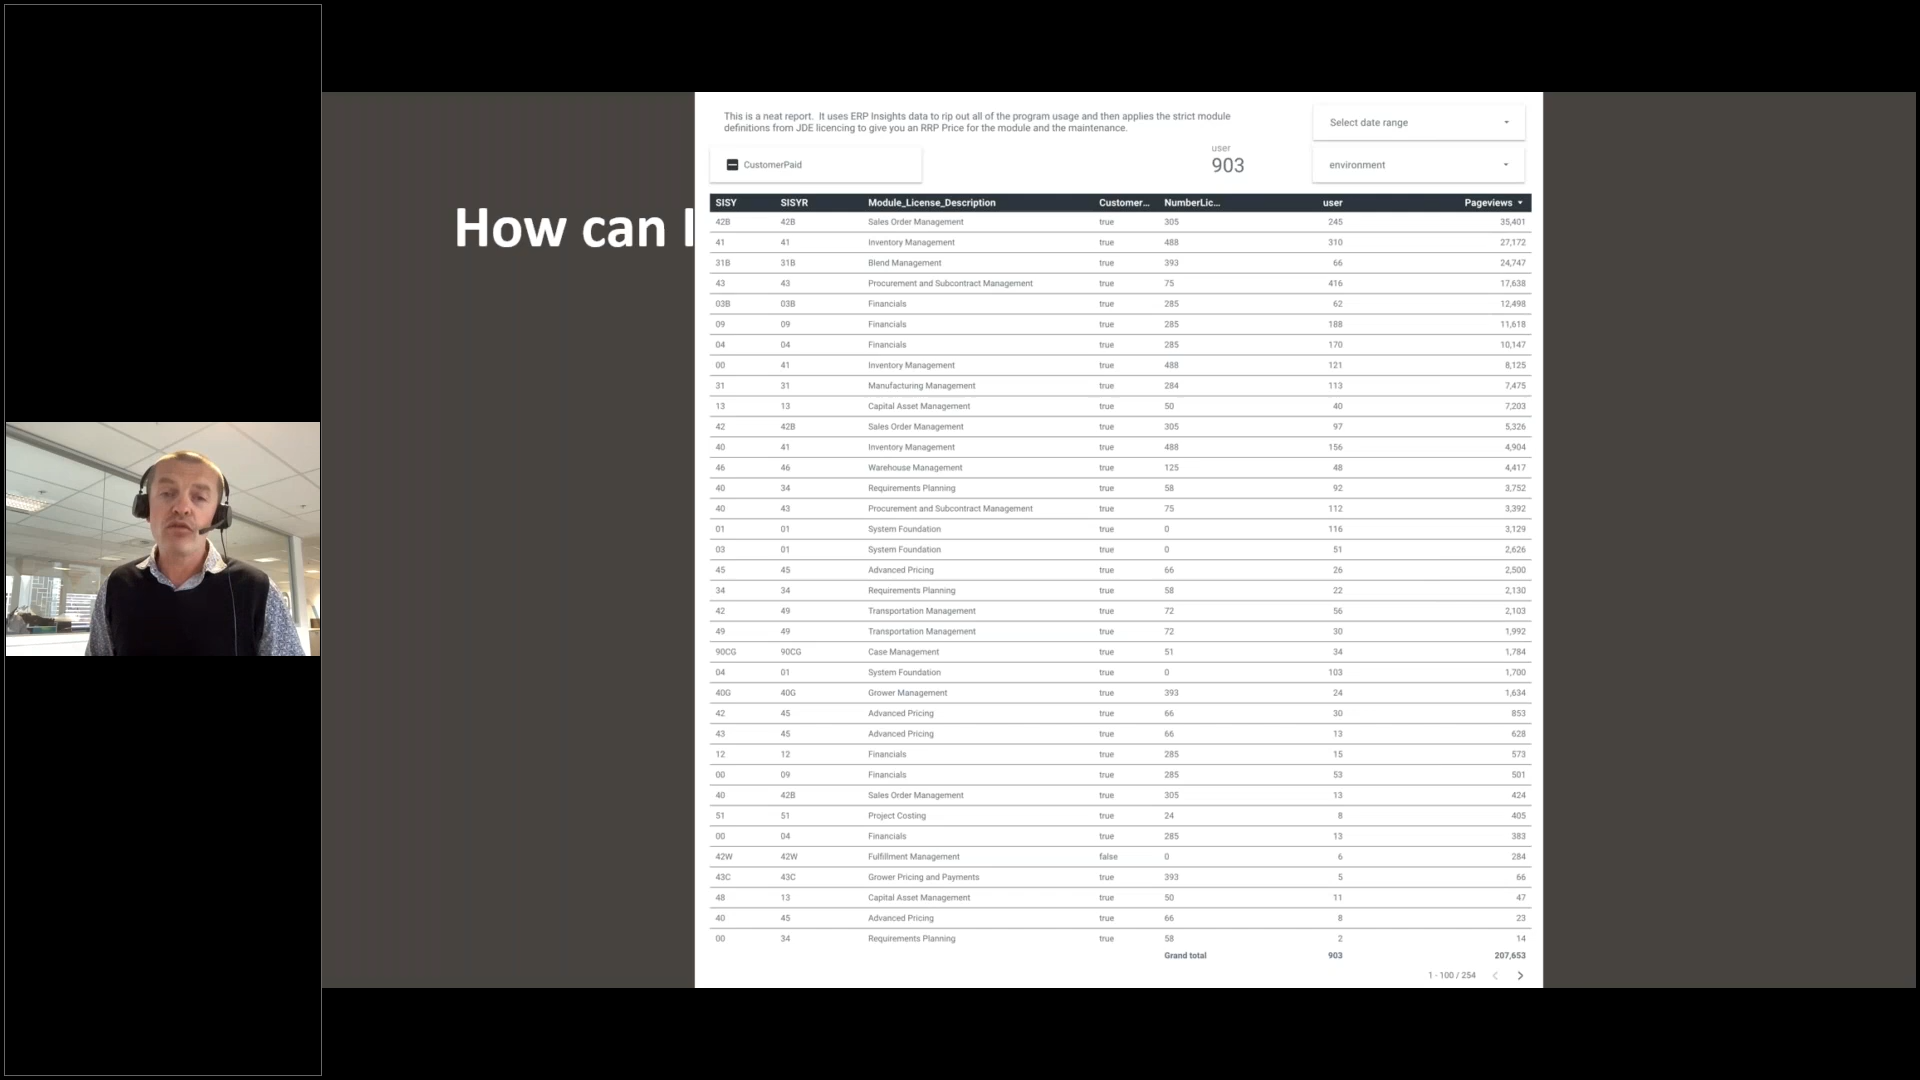 How can I
This is a neat report. It uses ERP Insights data to rip out all of the program usage and then applies the strict module
definitions from JDE licencing to give you an RRP Price for the module and the maintenance.
Select date range
CustomerPaid
user
903
environment
SISY SISYR Module_License_Description Customer... NumberLic... user Pageviews
42B 42B Sales Order Management true 305 245 35,401
41 41 Inventory Management true 488 310 27,172
31B 31B Blend Management true 393 66 24,747
43 43 Procurement and Subcontract Management true 75 416 17,638
03B 03B Financials true 285 62 12,498
09 09 Financials true 285 188 11,618
04 04 Financials true 285 170 10,147
00 41 Inventory Management true 488 121 8,125
31 31 Manufacturing Management true 284 113 7,475
13 13 Capital Asset Management true 50 40 7,203
42 42B Sales Order Management true 305 97 5,326
40 41 Inventory Management true 488 156 4,904
46 46 Warehouse Management true 125 48 4,417
40 34 Requirements Planning true 58 92 3,752
40 43 Procurement and Subcontract Management true 75 112 3,392
01 01 System Foundation true 0 116 3,129
03 01 System Foundation true 0 51 2,626
45 45 Advanced Pricing true 66 26 2,500
34 34 Requirements Planning true 58 22 2,130
42 49 Transportation Management true 72 56 2,103
49 49 Transportation Management true 72 30 1,992
90CG 90CG Case Management true 51 34 1,784
04 01 System Foundation true 0 103 1,700
40G 40G Grower Management true 393 24 1,634
42 45 Advanced Pricing true 66 30 853
43 45 Advanced Pricing true 66 13 628
12 12 Financials true 285 15 573
00 09 Financials true 285 53 501
40 42B Sales Order Management true 305 13 424
51 51 Project Costing true 24 8 405
00 04 Financials true 285 13 383
42W 42W Fulfillment Management false 0 6 284
43C 43C Grower Pricing and Payments true 393 5 66
48 13 Capital Asset Management true 50 11 47
40 45 Advanced Pricing true 66 8 23
00 34 Requirements Planning true 58 2 14
Grand total 903 207,653
1 - 100 / 254